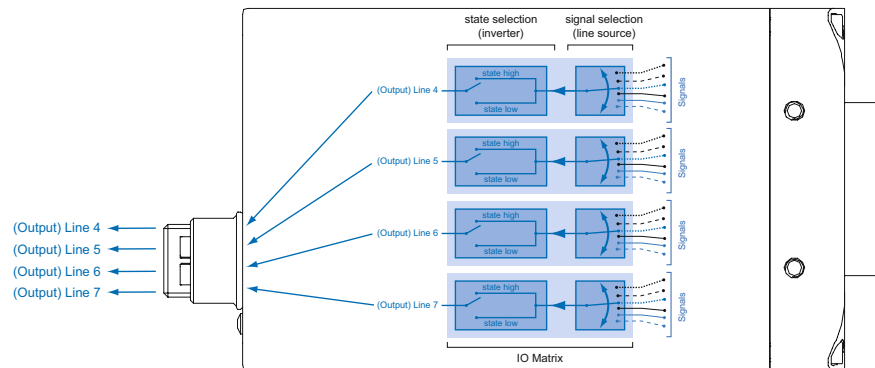 state selection
(inverter)
signal selection
(line source)
state high
(Output) Line 4
state low
Signals
state high
(Output) Line 5
state low
Signals
state high
(Output) Line 6
state low
Signals
state high
(Output) Line 7
state low
Signals
(Output) Line 4
(Output) Line 5
(Output) Line 6
(Output) Line 7
IO Matrix